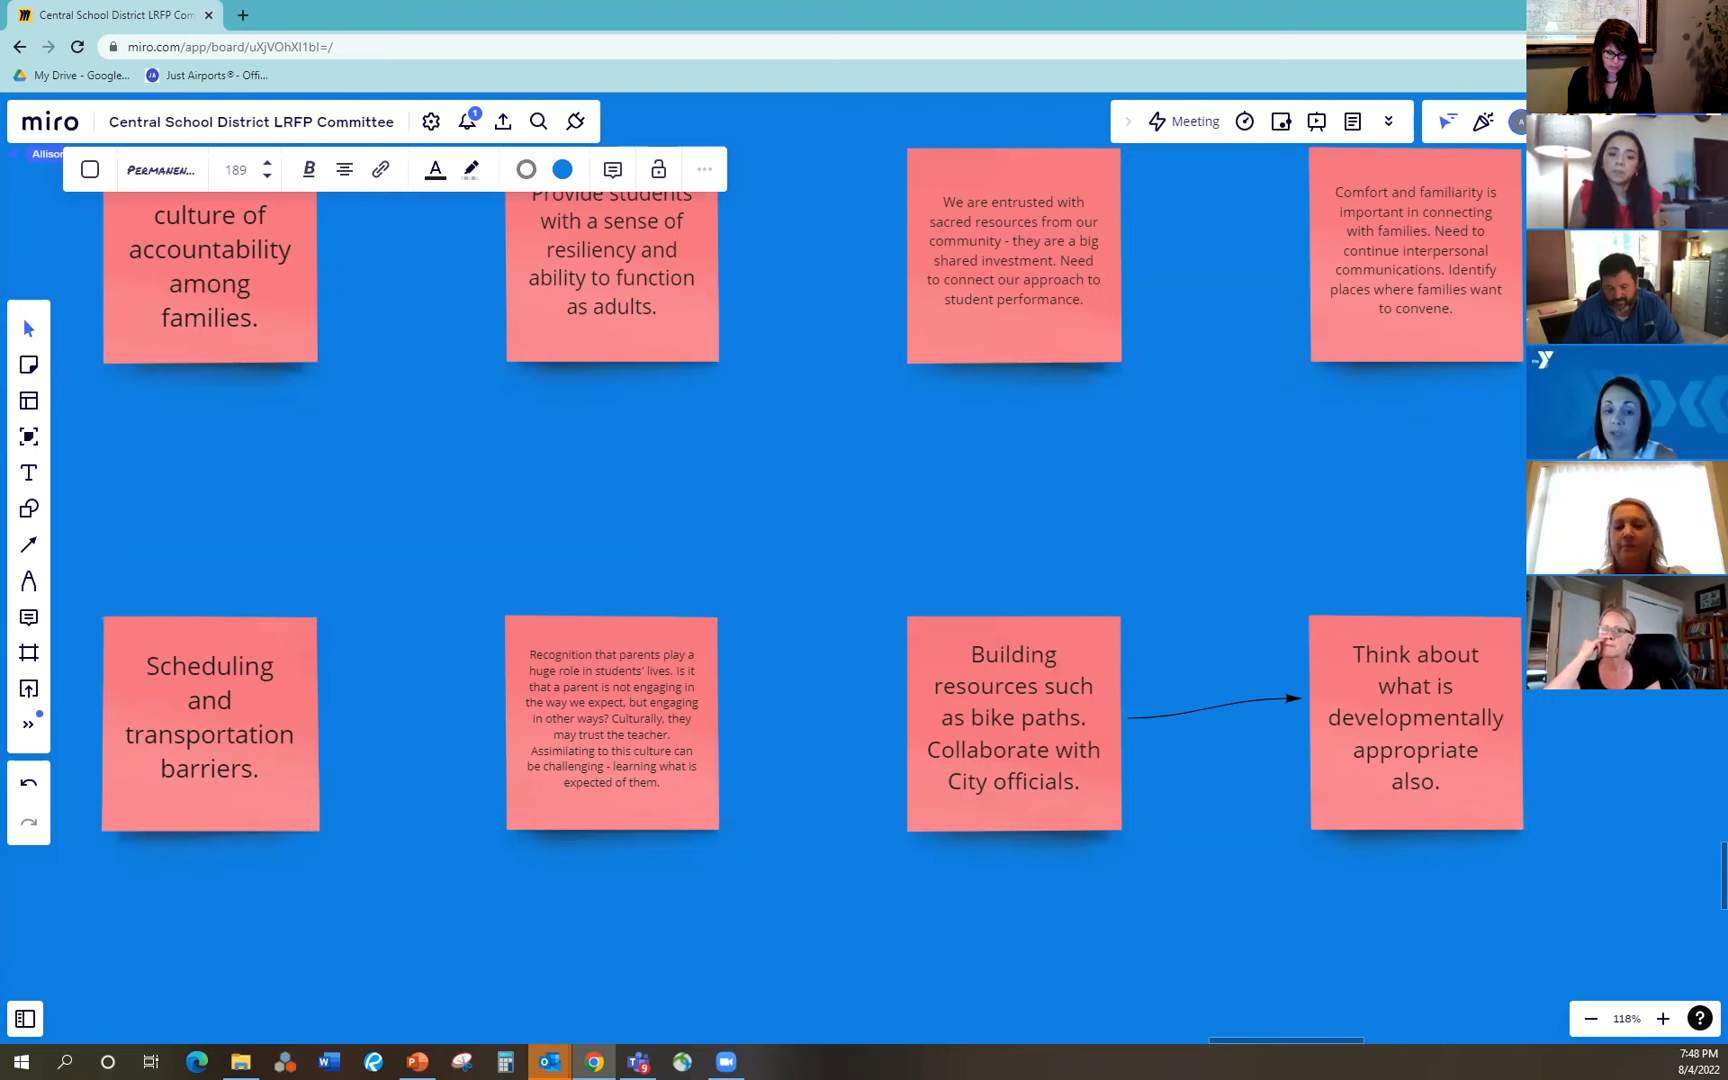 Central School District LRFP Com
miro.com/app/board/uXjVOhXI1bI=/
My Drive - Google...
Just Airports® - Offi...
miro
Central School District LRFP Committee
1
Meeting
A
Allison
PERMANEN...
189
B
A
culture of
accountability
among
families.
Provide students
with a sense of
resiliency and
ability to function
as adults.
We are entrusted with
sacred resources from our
community - they are a big
shared investment. Need
to connect our approach to
student performance.
Comfort and familiarity is
important in connecting
with families. Need to
continue interpersonal
communications. Identify
places where families want
to convene.
the Y
Scheduling
and
transportation
barriers.
Recognition that parents play a
huge role in students' lives. Is it
that a parent is not engaging in
the way we expect, but engaging
in other ways? Culturally, they
may trust the teacher.
Assimilating to this culture can
be challenging - learning what is
expected of them.
Building
resources such
as bike paths.
Collaborate with
City officials.
Think about
what is
developmentally
appropriate
also.
118%
7:48 PM
8/4/2022